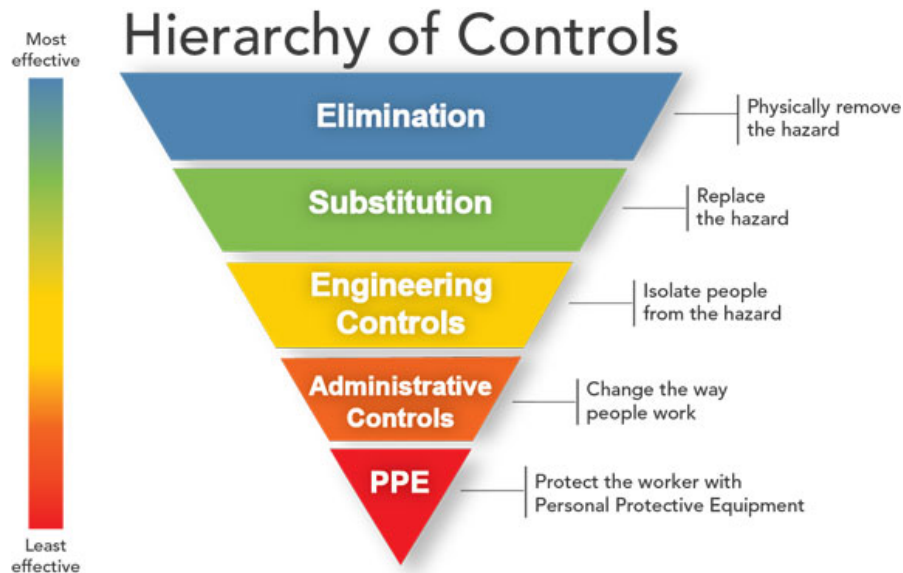 Hierarchy of Controls
Most
effective
Elimination
Physically remove
the hazard
Substitution
Replace
the hazard
Engineering
Controls
Isolate people
from the hazard
Administrative
Controls
Change the way
people work
PPE
Protect the worker with
Personal Protective Equipment
Least
effective